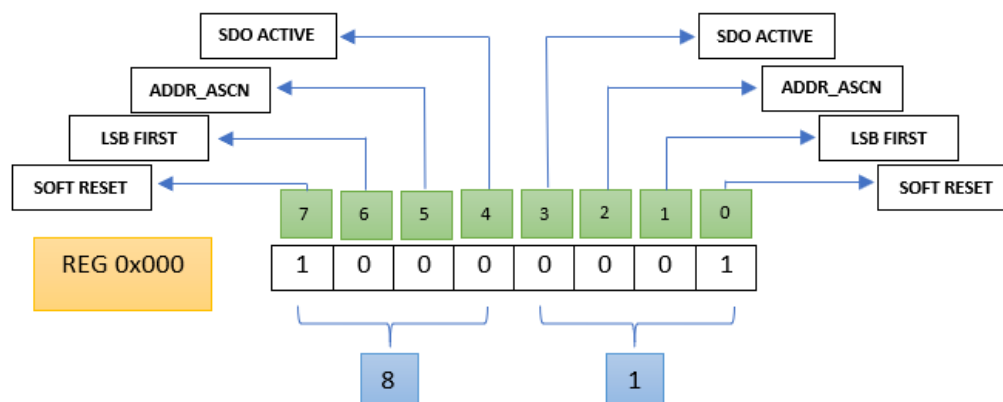 SDO ACTIVE
SDO ACTIVE
ADDR_ASCN
ADDR_ASCN
LSB FIRST
LSB FIRST
SOFT RESET
SOFT RESET
7 6 5 4 3 2 1 0
REG 0x000
1 0 0 0 0 0 0 1
8
1